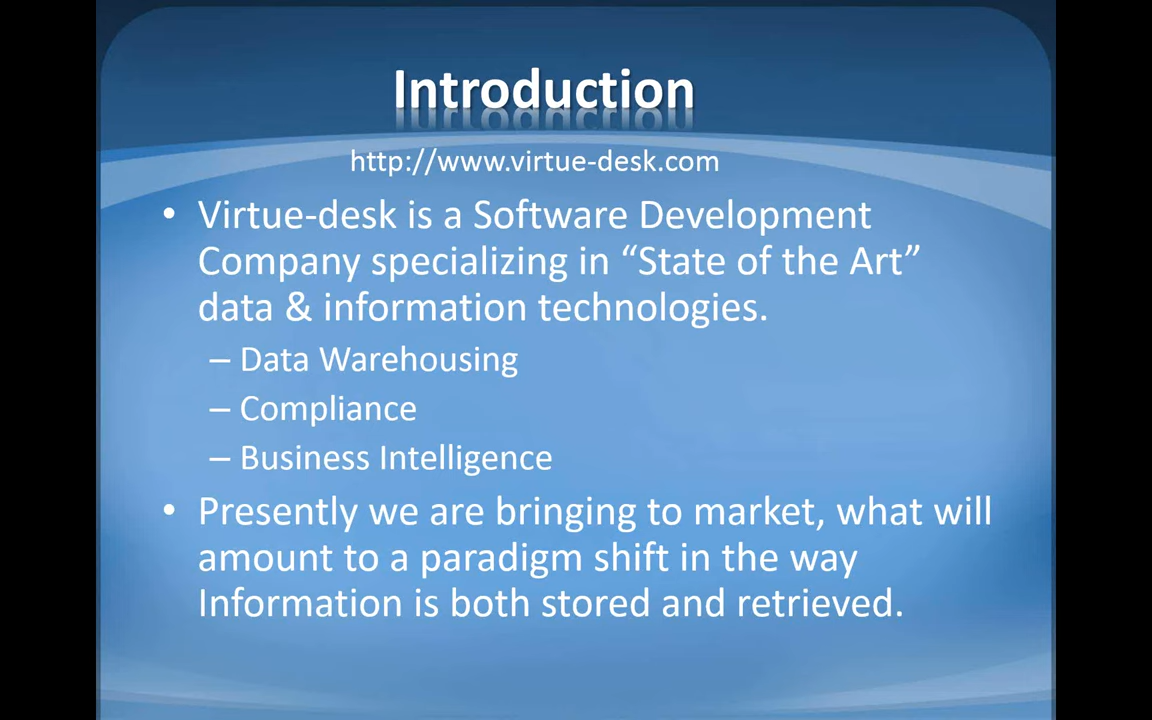 Introduction
http://www.virtue-desk.com
• Virtue-desk is a Software Development
Company specializing in “State of the Art”
data & information technologies.
– Data Warehousing
– Compliance
– Business Intelligence
• Presently we are bringing to market, what will
amount to a paradigm shift in the way
Information is both stored and retrieved.